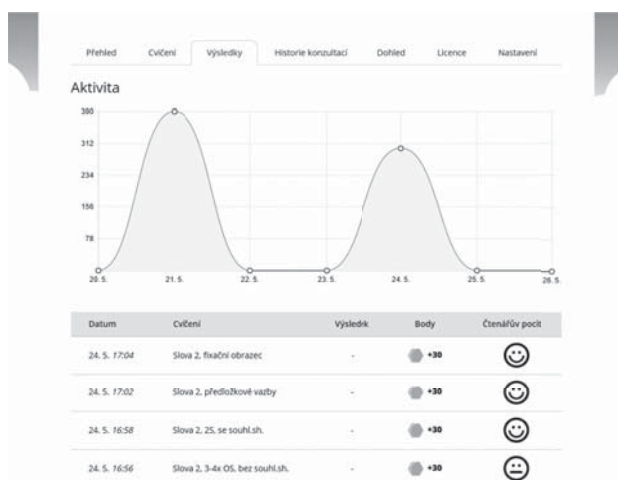 Přehled Cvičení Výsledky Historie konzultací Dohled Licence Nastavení
Aktivita
390
312
234
156
78
20. 5. 21. 5. 22. 5. 23. 5. 24. 5. 25. 5. 26. 5.
Datum Cvičení Výsledk Body Čtenářův pocit
24. 5. 17:04 Slova 2, fixační obrazec - +30
24. 5. 17:02 Slova 2, předložkové vazby - +30
24. 5. 16:58 Slova 2, 2S, se souhl.sh. - +30
24. 5. 16:56 Slova 2, 3-4x OS, bez souhl.sh. - +30